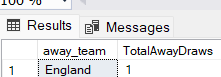 100 %
Results Messages
away_team TotalAwayDraws
1 England 1